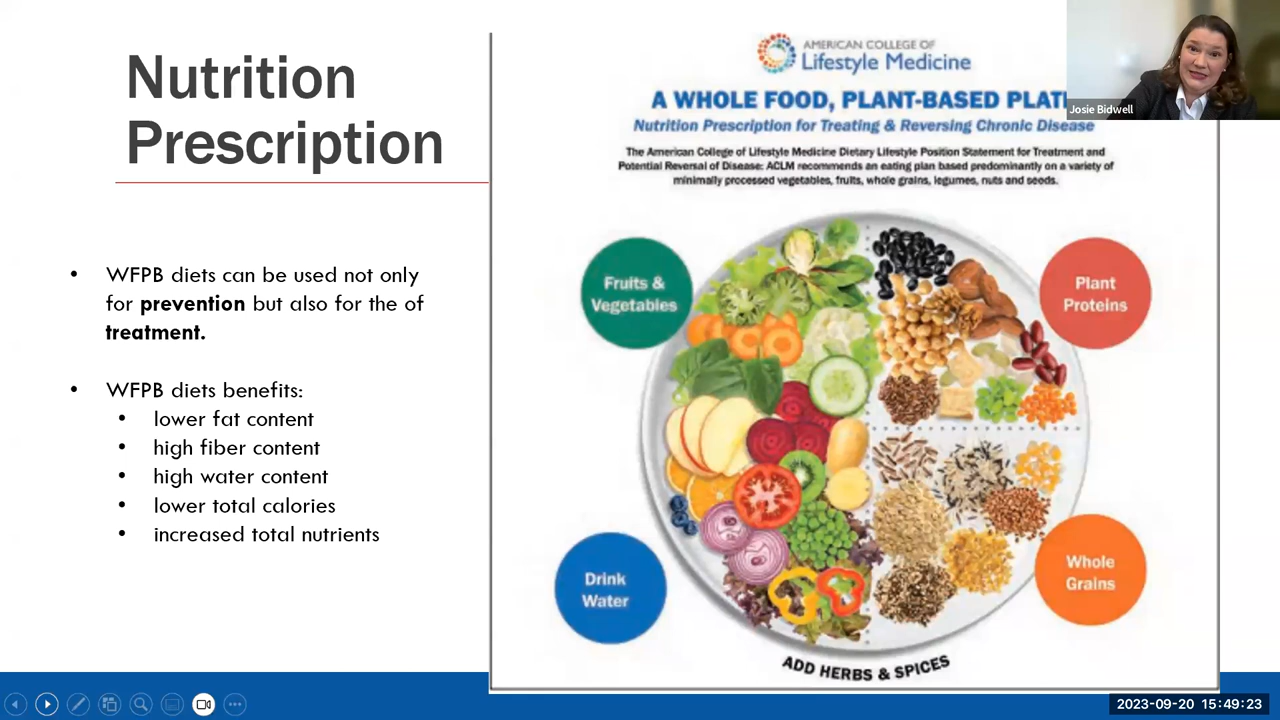 Nutrition
Prescription
• WFPB diets can be used not only
for prevention but also for the of
treatment.
• WFPB diets benefits:
• lower fat content
• high fiber content
• high water content
• lower total calories
• increased total nutrients
AMERICAN COLLEGE OF
Lifestyle Medicine
A WHOLE FOOD, PLANT-BASED
Nutrition Prescription for Treating & Reversing Chronic Disease
The American College of Lifestyle Medicine Dietary Lifestyle Position Statement for Treatment and
Potential Reversal of Disease: ACLM recommends an eating plan based predominantly on a variety of
minimally processed vegetables, fruits, whole grains, legumes, nuts and seeds.
Fruits &
Vegetables
Plant
Proteins
Drink
Water
Whole
Grains
ADD HERBS & SPICES
Josie Bidwell
2023-09-20 15:49:23